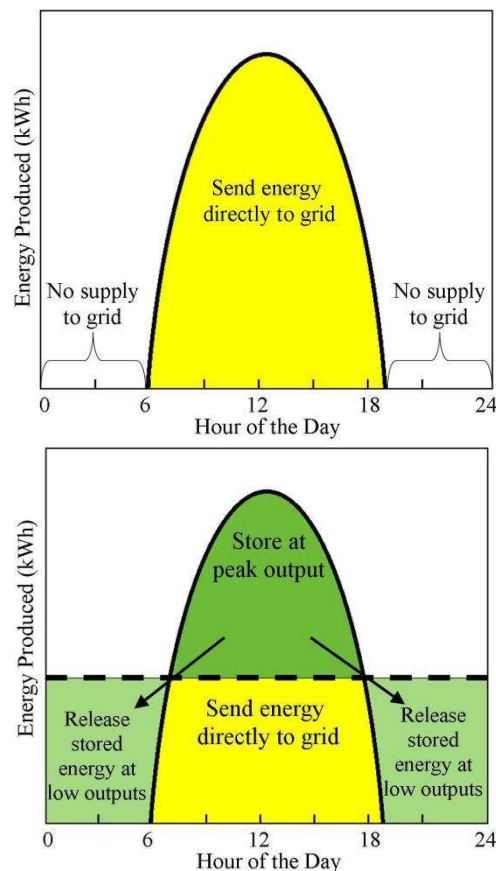 Energy Produced (kWh)
Send energy
directly to grid
No supply
to grid
No supply
to grid
0 6 12 18 24
Hour of the Day
Energy Produced (kWh)
Store at
peak output
Release
stored
energy at
low outputs
Send energy
directly to grid
Release
stored
energy at
low outputs
0 6 12 18 24
Hour of the Day